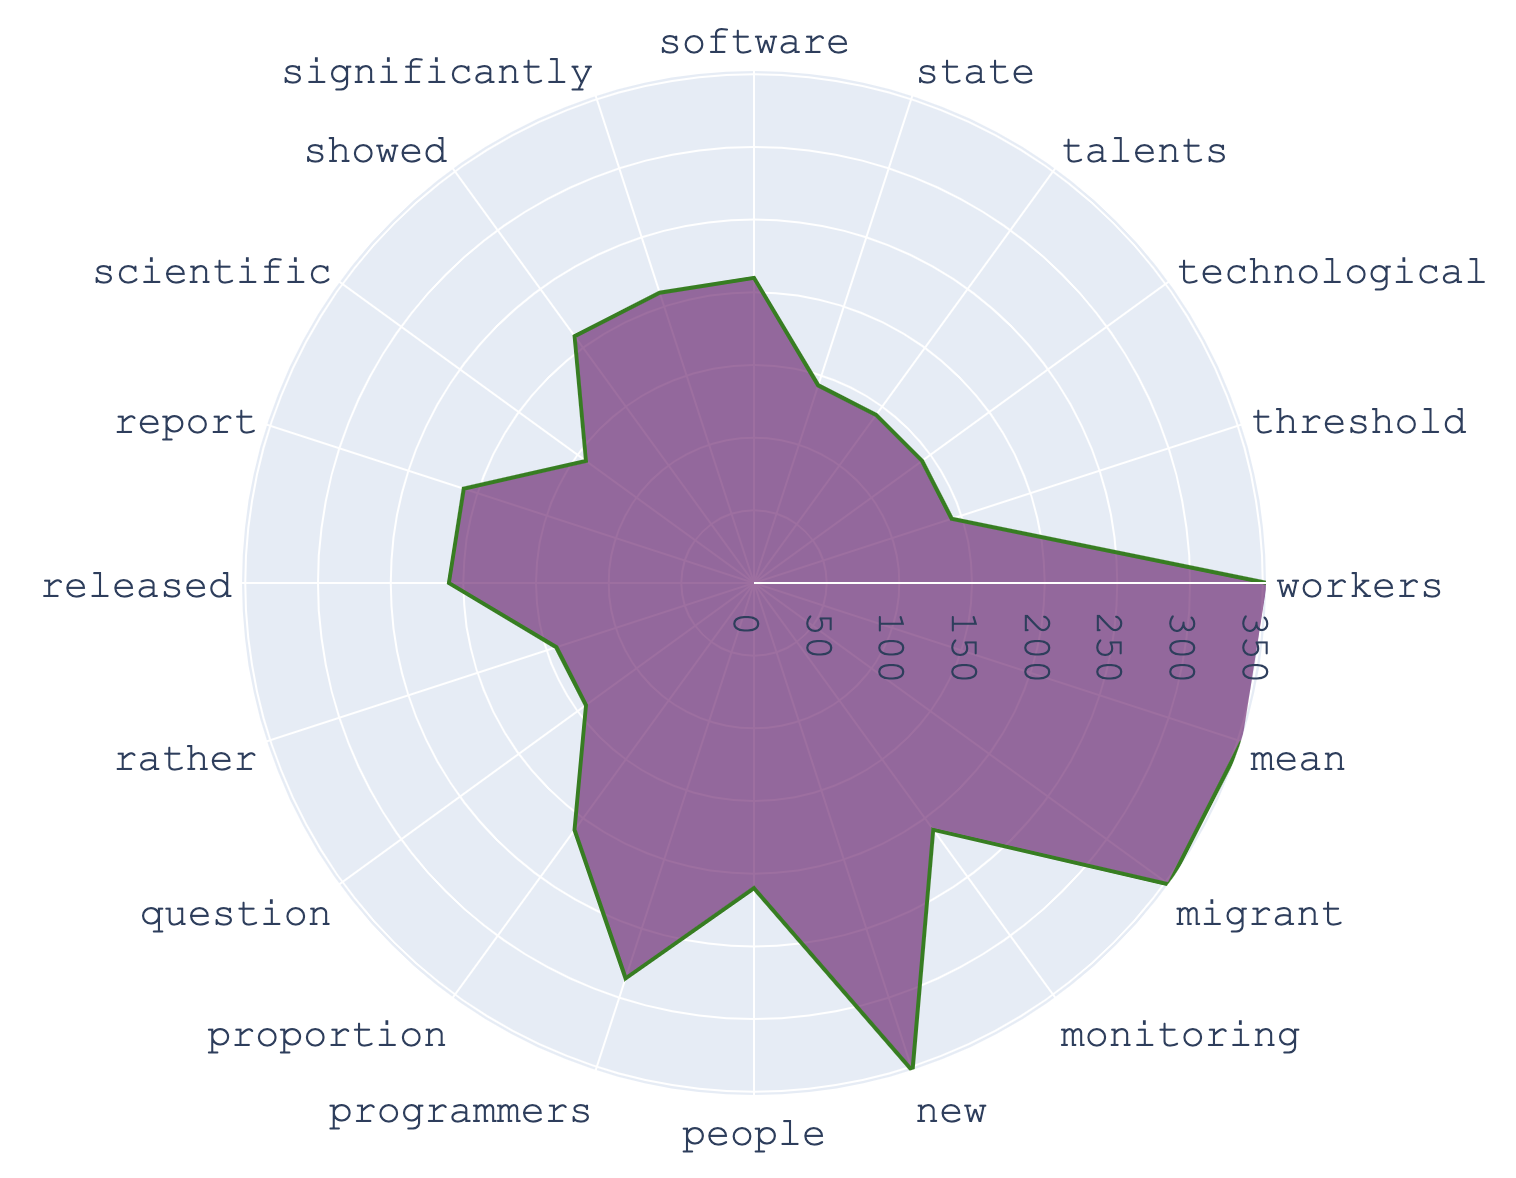 software
significantly
state
showed
talents
scientific
technological
report
threshold
released
workers
0
50
100
150
200
250
300
350
rather
mean
question
migrant
proportion
monitoring
programmers
new
people